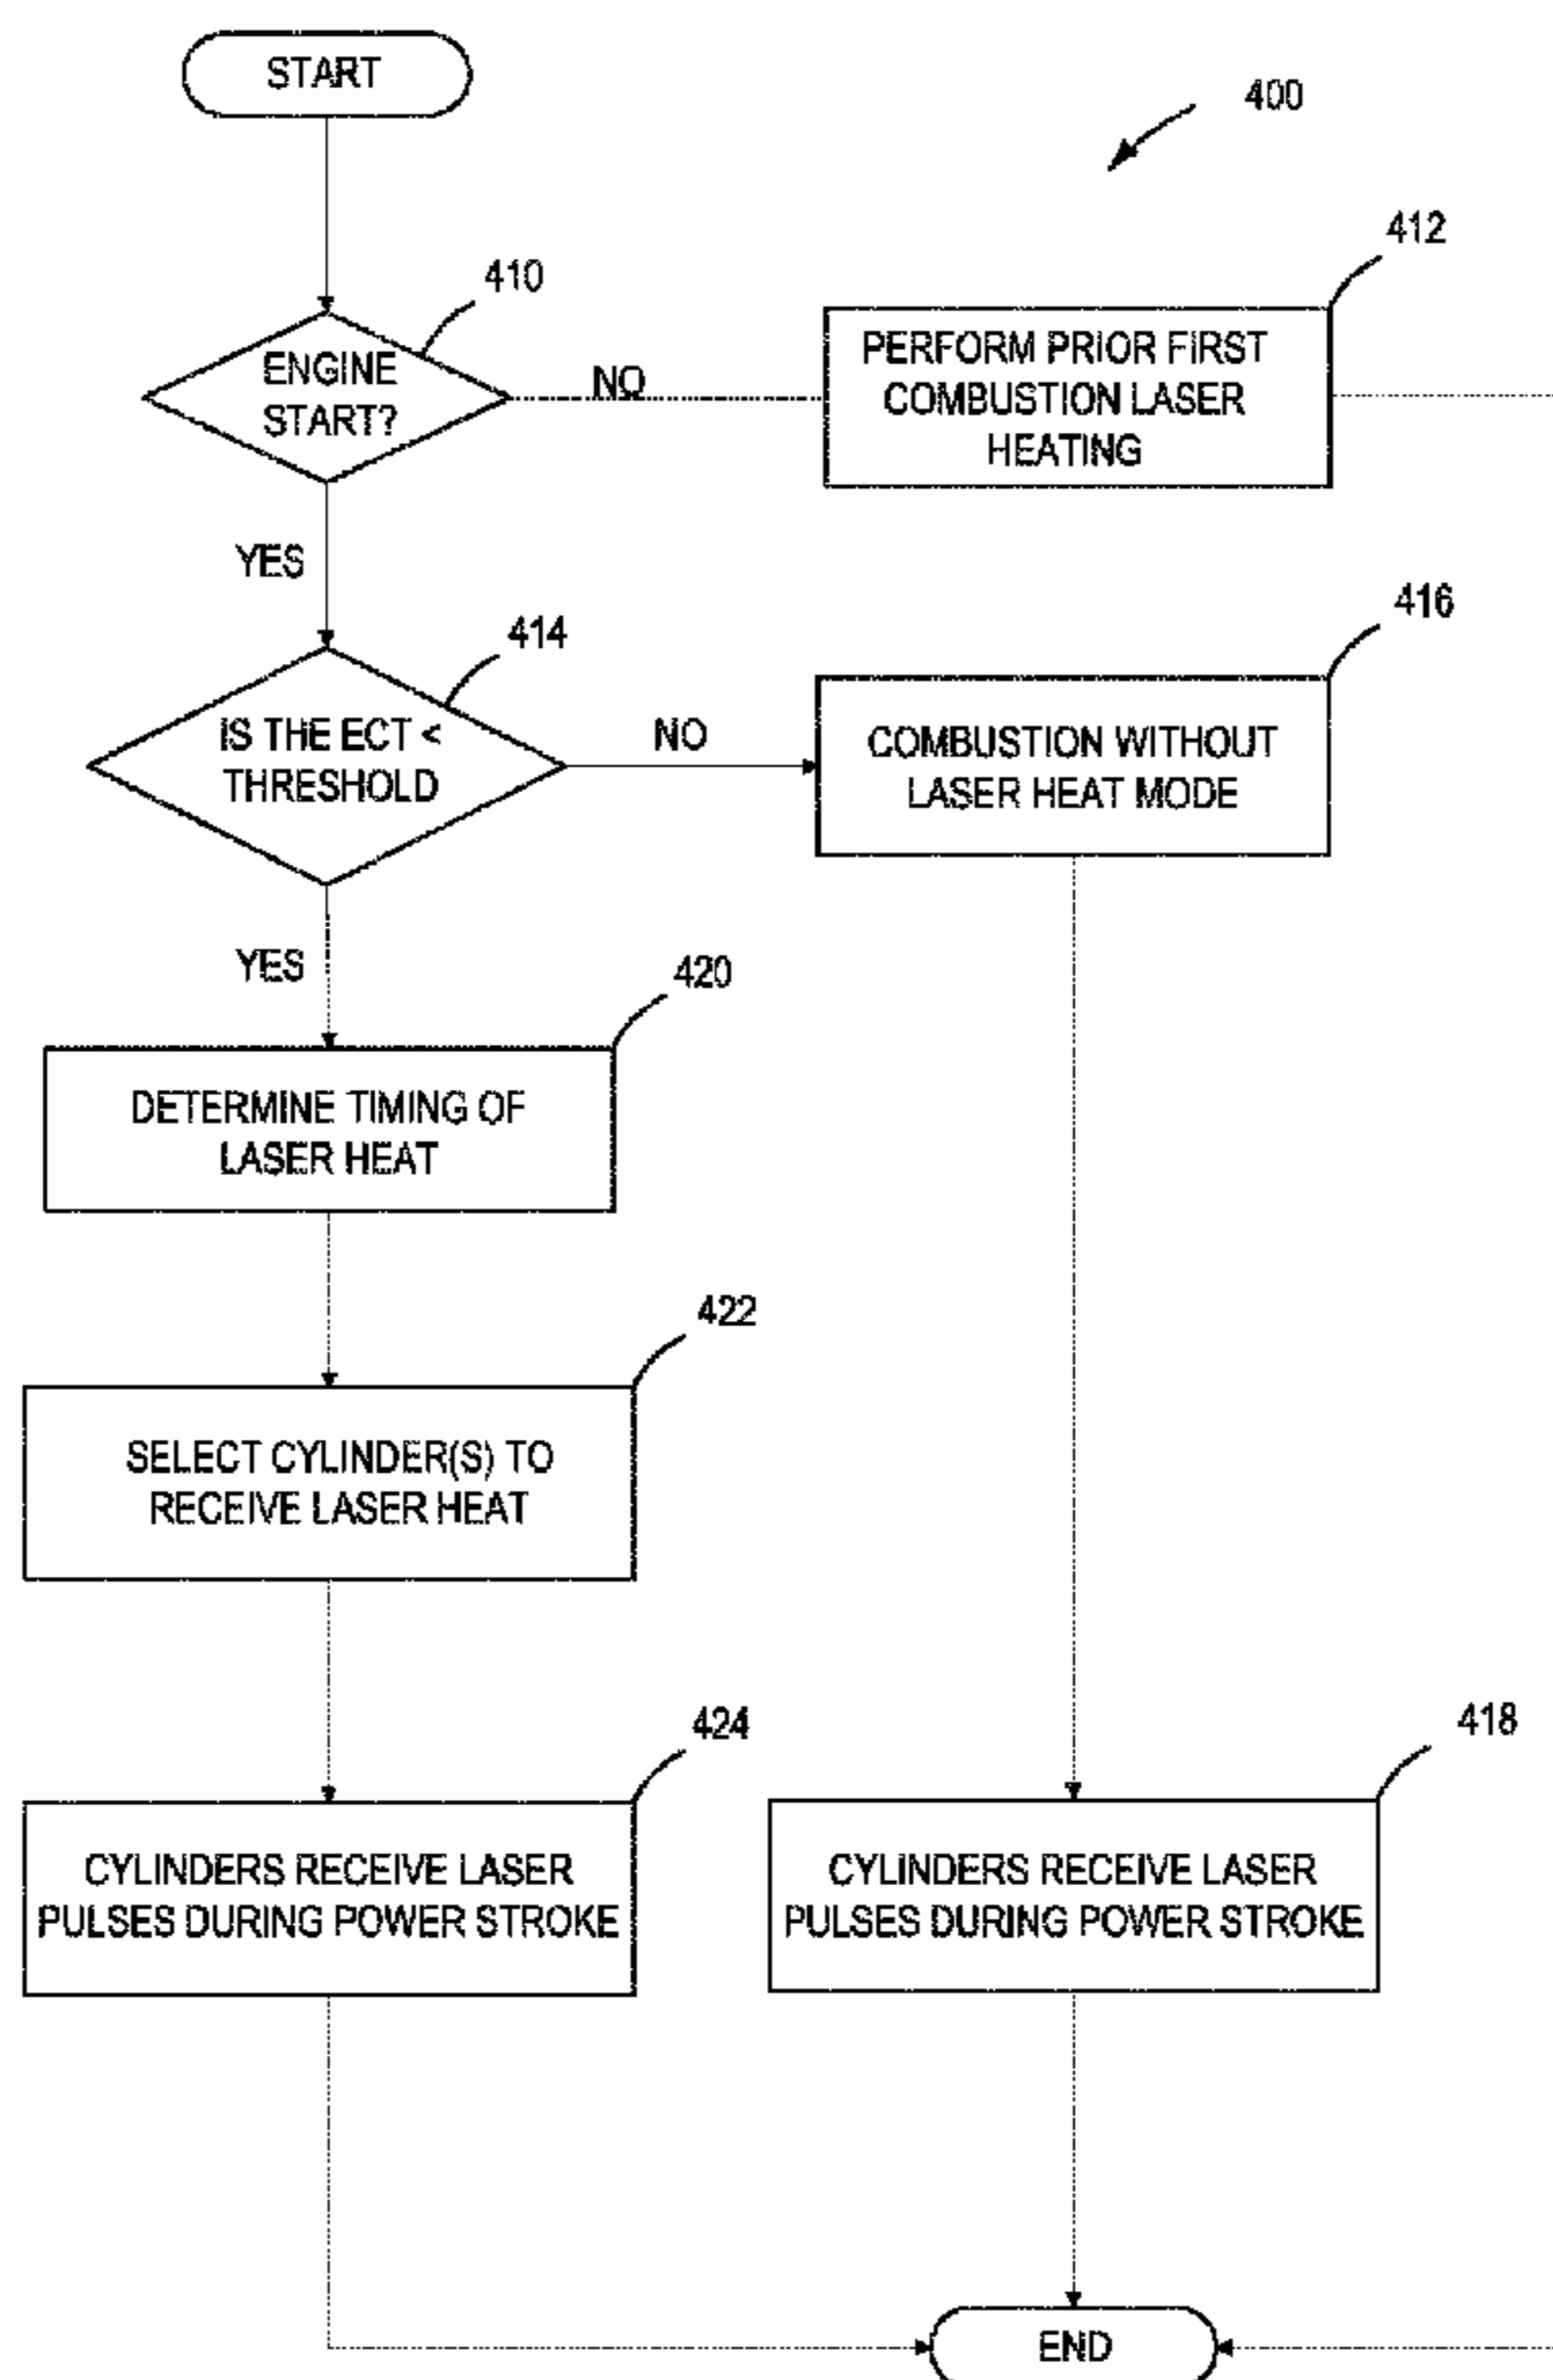 START
400
412
410
ENGINE
START?
NO
PERFORM PRIOR FIRST
COMBUSTION LASER
HEATING
YES
414
416
IS THE ECT <
THRESHOLD
NO
COMBUSTION WITHOUT
LASER HEAT MODE
YES
420
DETERMINE TIMING OF
LASER HEAT
422
SELECT CYLINDER(S) TO
RECEIVE LASER HEAT
424
418
CYLINDERS RECEIVE LASER
PULSES DURING POWER STROKE
CYLINDERS RECEIVE LASER
PULSES DURING POWER STROKE
END